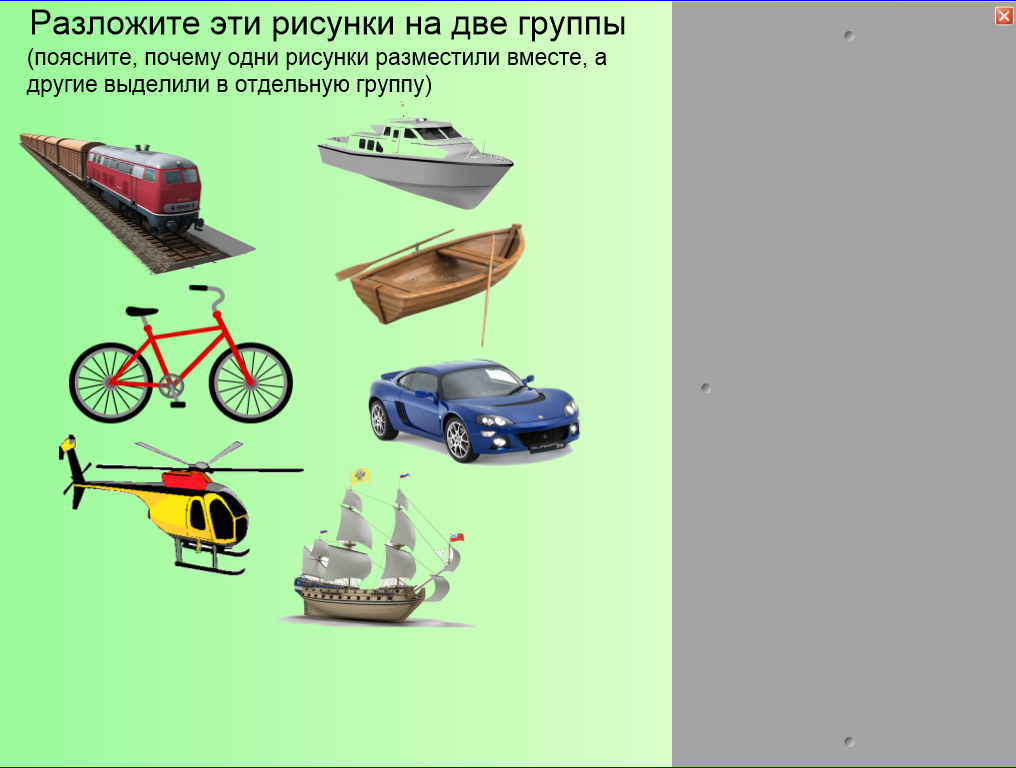 Разложите эти рисунки на две группы
(поясните, почему одни рисунки разместили вместе, а
другие выделили в отдельную группу)